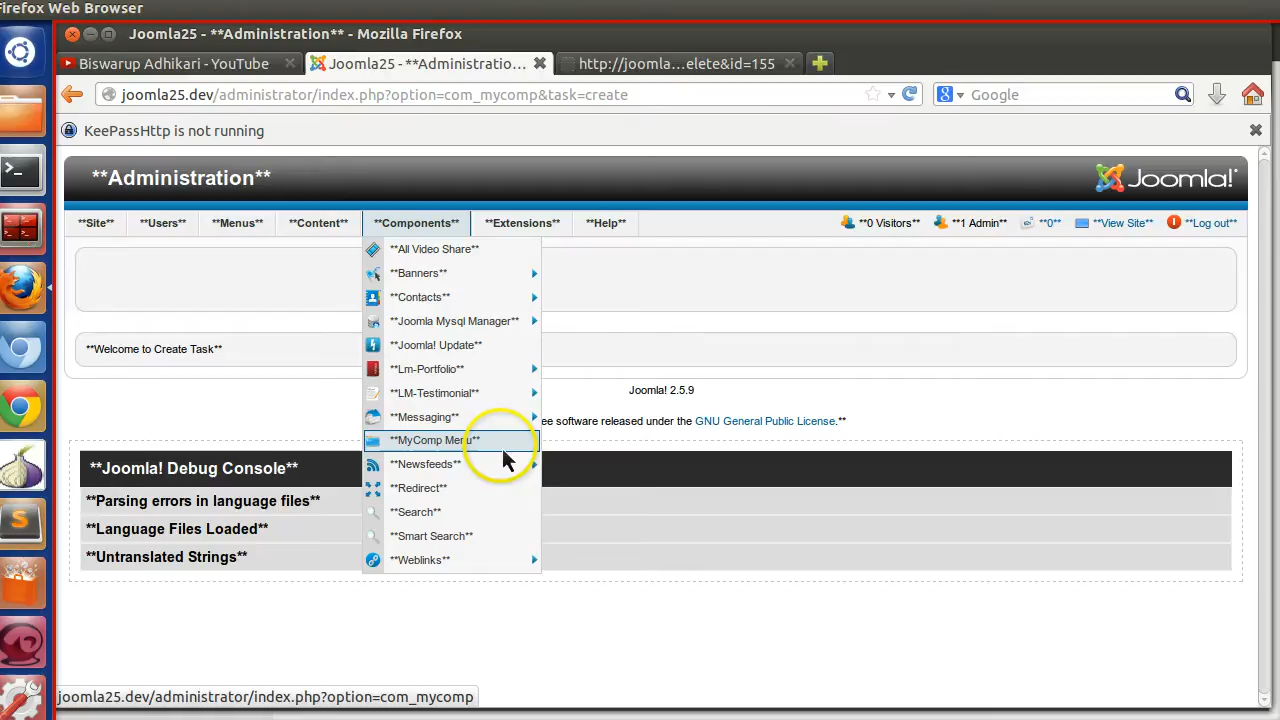 Firefox Web Browser
Joomla25 - **Administration** - Mozilla Firefox
Biswarup Adhikari - YouTube
Joomla25 - **Administratio...
http://joomla....elete&id=155
joomla25.dev/administrator/index.php?option=com_mycomp&task=create
Google
KeePassHttp is not running
**Administration**
Joomla!
**Site** **Users** **Menus** **Content** **Components** **Extensions** **Help** **0 Visitors** **1 Admin** **0** **View Site** **Log out**
**All Video Share**
**Banners**
**Contacts**
**Joomla Mysql Manager**
**Joomla! Update**
**Welcome to Create Task**
**Lm-Portfolio**
**LM-Testimonial**
Joomla! 2.5.9
**Messaging**
ee software released under the GNU General Public License.**
**MyComp Menu**
**Newsfeeds**
**Redirect**
**Search**
**Smart Search**
**Weblinks**
**Joomla! Debug Console**
**Parsing errors in language files**
**Language Files Loaded**
**Untranslated Strings**
joomla25.dev/administrator/index.php?option=com_mycomp